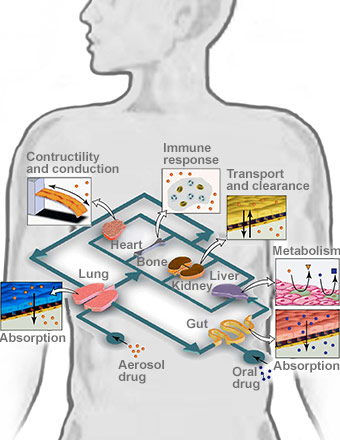 Contructility
and conduction
Immune
response
Transport
and clearance
Heart
Bone
Metabolism
Lung
Kidney
Liver
Gut
Absorption
Aerosol
drug
Oral
drug
Absorption